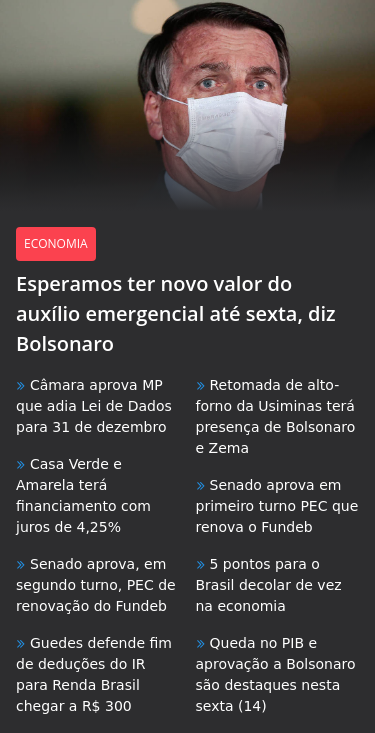 ECONOMIA
Esperamos ter novo valor do
auxílio emergencial até sexta, diz
Bolsonaro
» Câmara aprova MP
que adia Lei de Dados
para 31 de dezembro
» Casa Verde e
Amarela terá
financiamento com
juros de 4,25%
» Senado aprova, em
segundo turno, PEC de
renovação do Fundeb
» Guedes defende fim
de deduções do IR
para Renda Brasil
chegar a R$ 300
» Retomada de alto-
forno da Usiminas terá
presença de Bolsonaro
e Zema
» Senado aprova em
primeiro turno PEC que
renova o Fundeb
» 5 pontos para o
Brasil decolar de vez
na economia
» Queda no PIB e
aprovação a Bolsonaro
são destaques nesta
sexta (14)